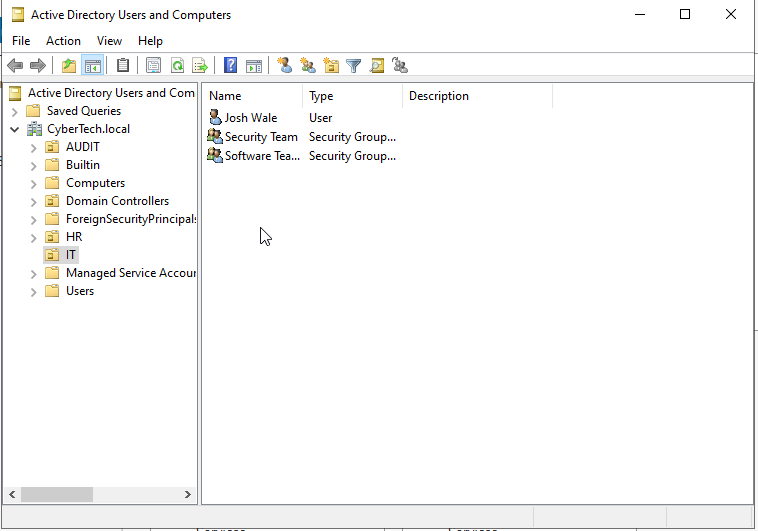 Active Directory Users and Computers
File Action View Help
Active Directory Users and Com
Saved Queries
CyberTech.local
AUDIT
Builtin
Computers
Domain Controllers
ForeignSecurityPrincipals
HR
IT
Managed Service Accour
Users
Name Type Description
Josh Wale User
Security Team Security Group...
Software Tea... Security Group...